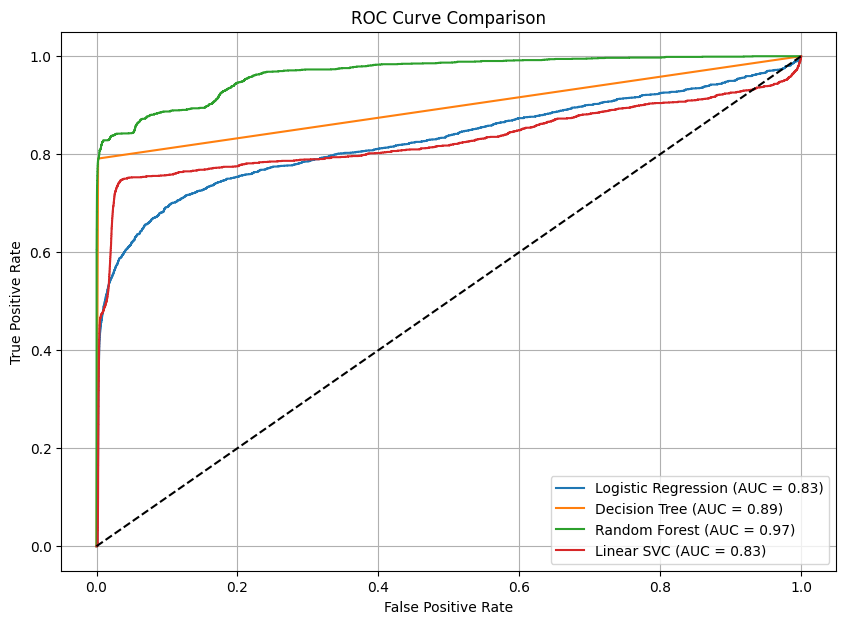 ROC Curve Comparison
True Positive Rate
1.0
0.8
0.6
0.4
0.2
0.0
Logistic Regression (AUC = 0.83)
Decision Tree (AUC = 0.89)
Random Forest (AUC = 0.97)
Linear SVC (AUC = 0.83)
0.0 0.2 0.4 0.6 0.8 1.0
False Positive Rate